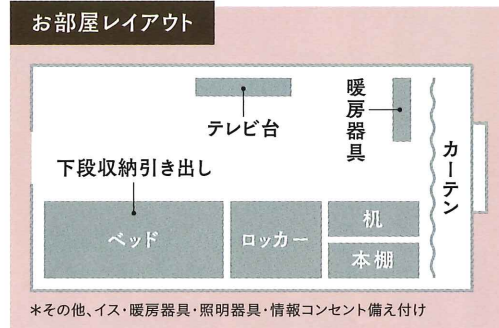 お部屋レイアウト
暖房器具
テレビ台
カーテン
下段収納引き出し
ベッド
ロッカー
机
本棚
＊その他、イス・暖房器具・照明器具・情報コンセント備え付け